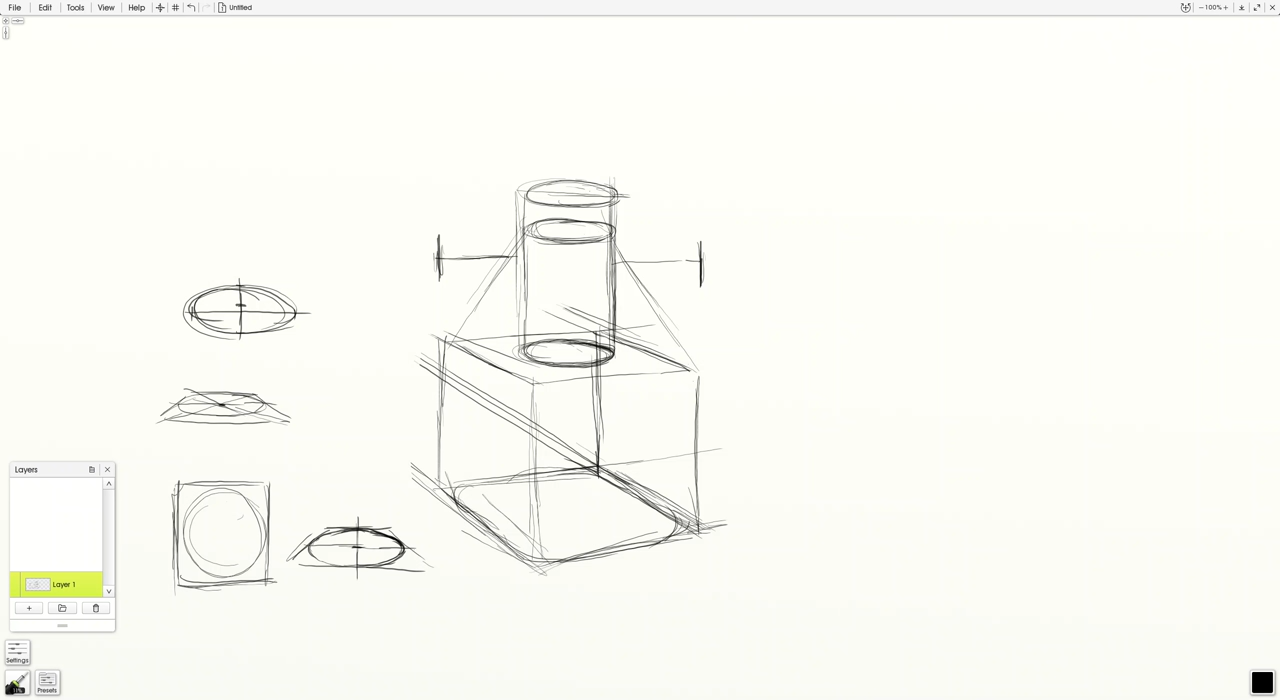 File Edit Tools View Help Untitled −100%+
Layers
Layer 1
+
Settings
Presets